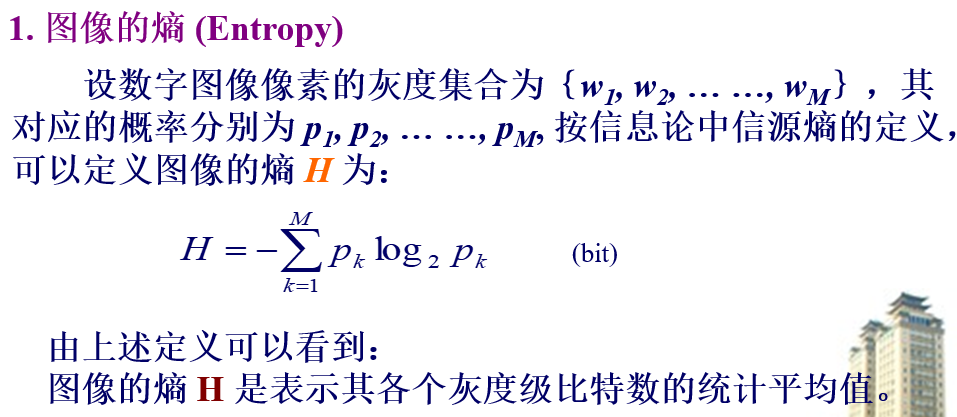 1. 图像的熵 (Entropy)
设数字图像像素的灰度集合为｛w1, w2, … …, wM｝，其
对应的概率分别为 p1, p2, … …, pM, 按信息论中信源熵的定义，
可以定义图像的熵 H 为：
H = −∑_{k=1}^{M} p_k log_2 p_k (bit)
由上述定义可以看到：
图像的熵 H 是表示其各个灰度级比特数的统计平均值。